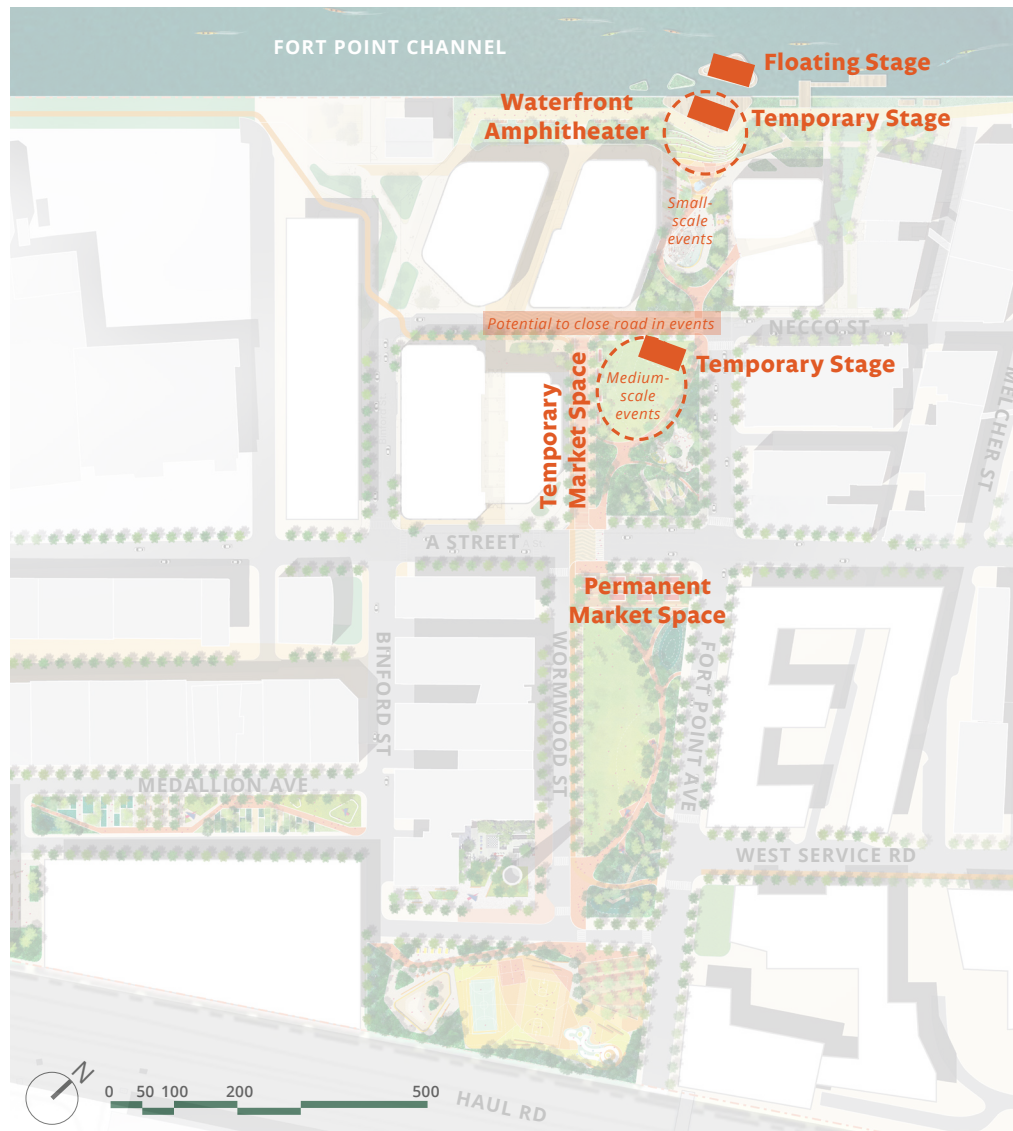 FORT POINT CHANNEL
Floating Stage
Waterfront
Amphitheater
Temporary Stage
Small-
scale
events
Potential to close road in events
NECCO ST
Temporary Stage
Medium-
scale
events
Temporary
Market Space
MELCHER ST
A STREET
Permanent
Market Space
BINFORD ST
WORMWOOD ST
FORT POINT AVE
MEDALLION AVE
WEST SERVICE RD
N
0 50 100 200 500
HAUL RD